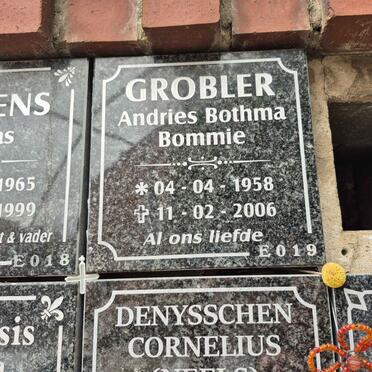 ENS
1965
1999
t & vader
E018
GROBLER
Andries Bothma
Bommie
* 04 - 04 - 1958
✝ 11 - 02 - 2006
Al ons liefde
E019
DENYSSCHEN
CORNELIUS